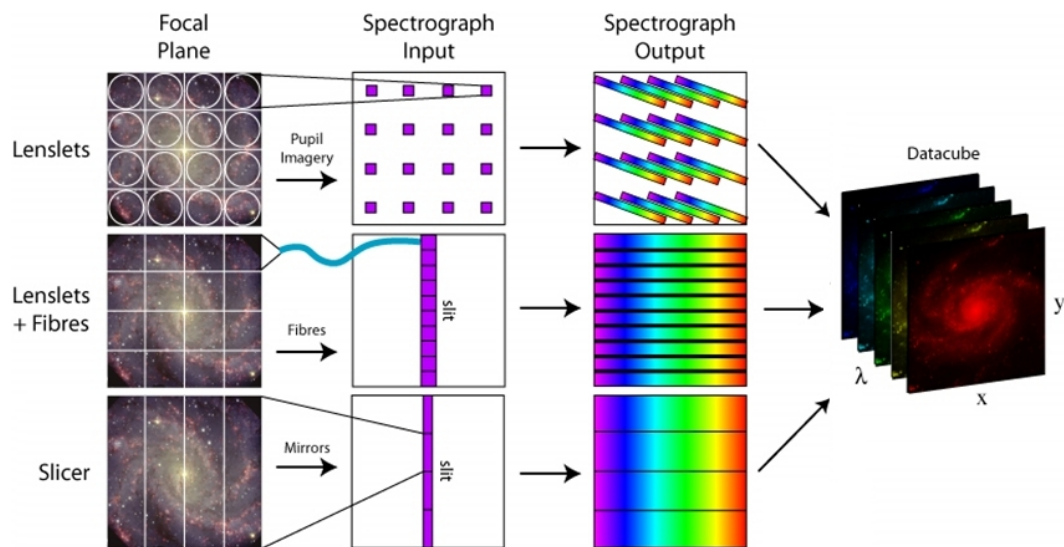 Focal
Plane
Spectrograph
Input
Spectrograph
Output
Lenslets
Pupil
Imagery
Datacube
Lenslets
+ Fibres
Fibres
slit
y
λ
x
Slicer
Mirrors
slit